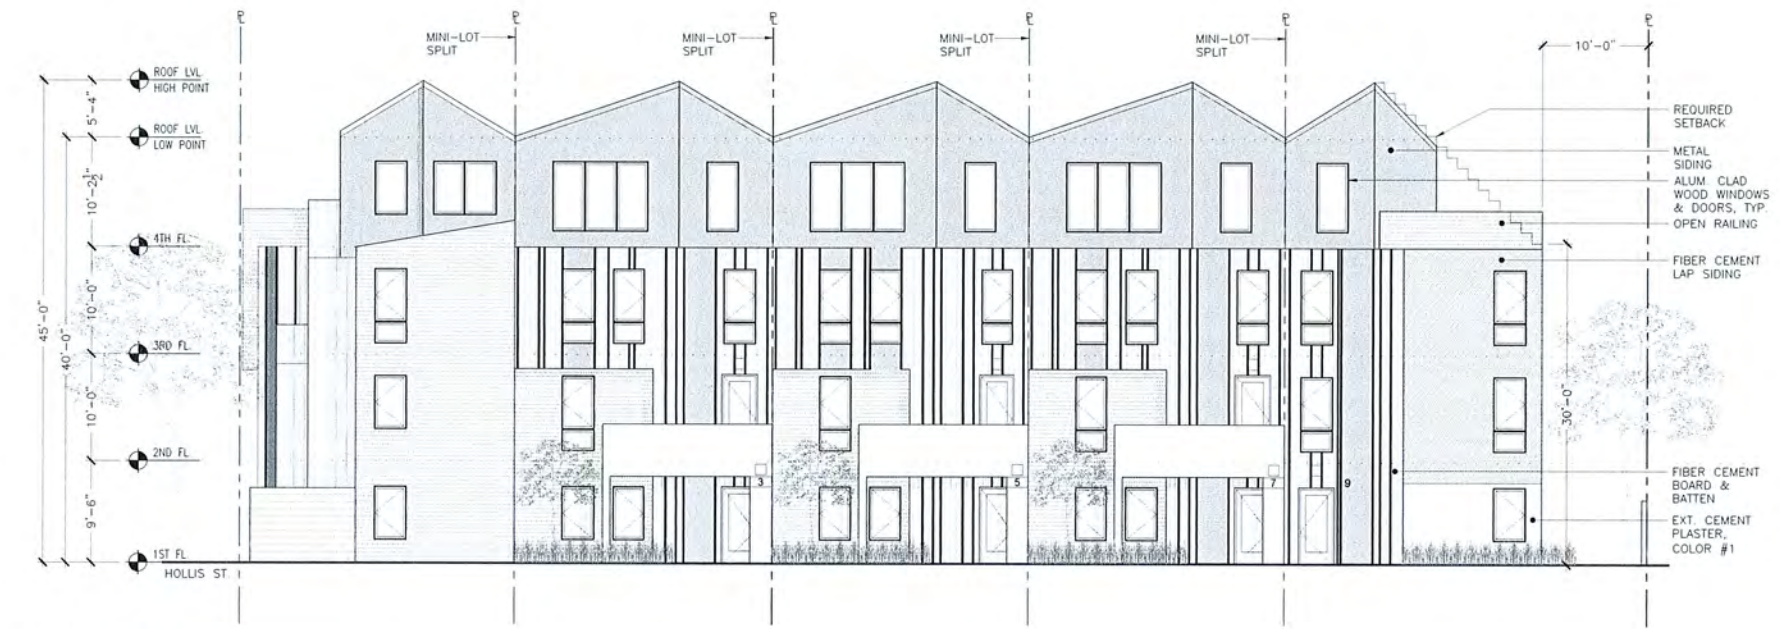 ℄
℄
℄
℄
℄
℄
MINI-LOT
SPLIT
MINI-LOT
SPLIT
MINI-LOT
SPLIT
MINI-LOT
SPLIT
10'-0"
ROOF LVL.
HIGH POINT
5'-4"
ROOF LVL.
LOW POINT
10'-2½"
4TH FL.
10'-0"
3RD FL.
10'-0"
2ND FL.
9'-6"
1ST FL.
45'-0"
40'-0"
HOLLIS ST.
3
5
7
9
30'-0"
REQUIRED
SETBACK
METAL
SIDING
ALUM. CLAD
WOOD WINDOWS
& DOORS, TYP.
OPEN RAILING
FIBER CEMENT
LAP SIDING
FIBER CEMENT
BOARD &
BATTEN
EXT. CEMENT
PLASTER,
COLOR #1